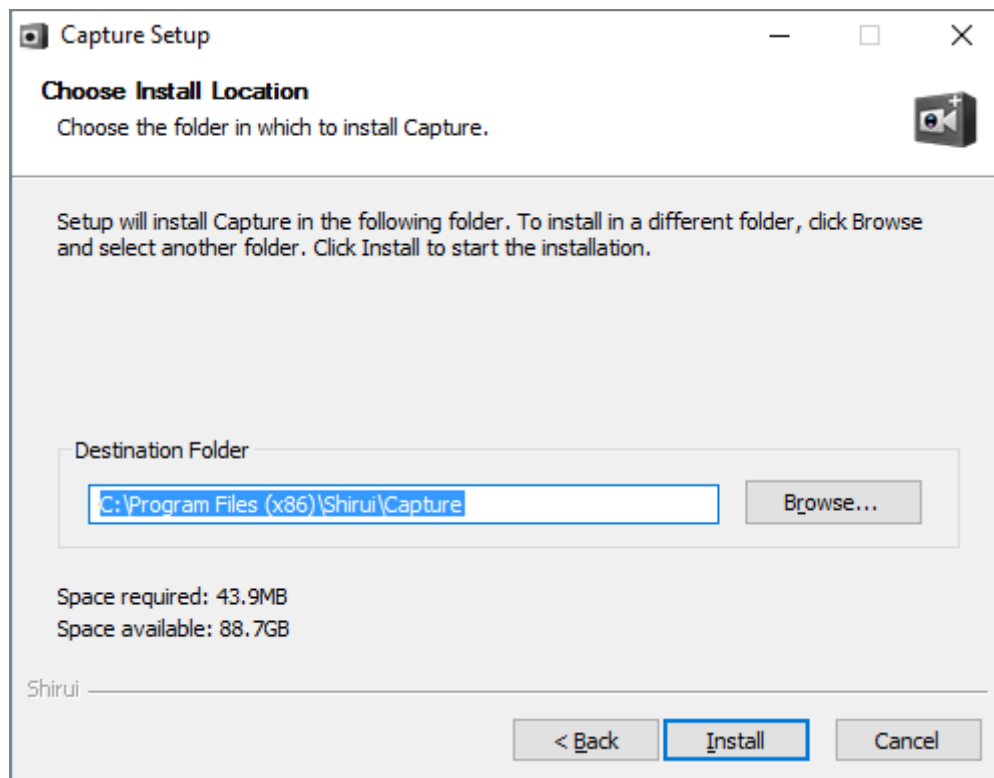 Capture Setup
Choose Install Location
Choose the folder in which to install Capture.
Setup will install Capture in the following folder. To install in a different folder, click Browse
and select another folder. Click Install to start the installation.
Destination Folder
C:\Program Files (x86)\Shirui\Capture
Browse...
Space required: 43.9MB
Space available: 88.7GB
Shirui
< Back
Install
Cancel